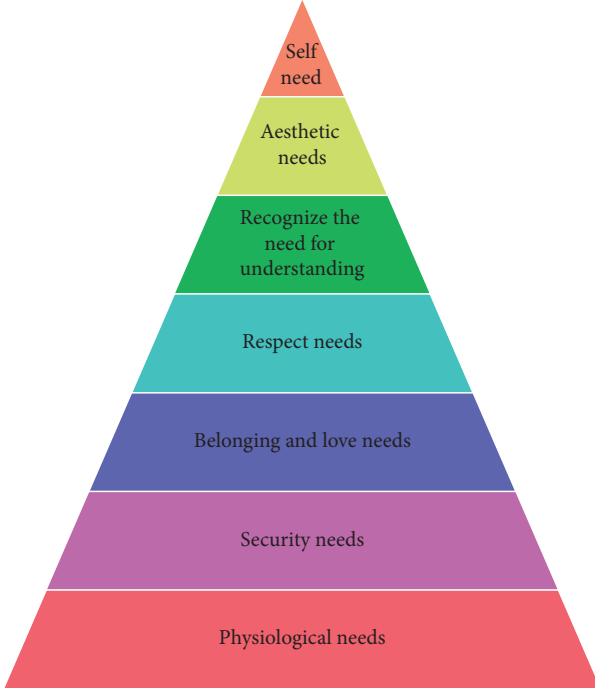 Self
need
Aesthetic
needs
Recognize the
need for
understanding
Respect needs
Belonging and love needs
Security needs
Physiological needs